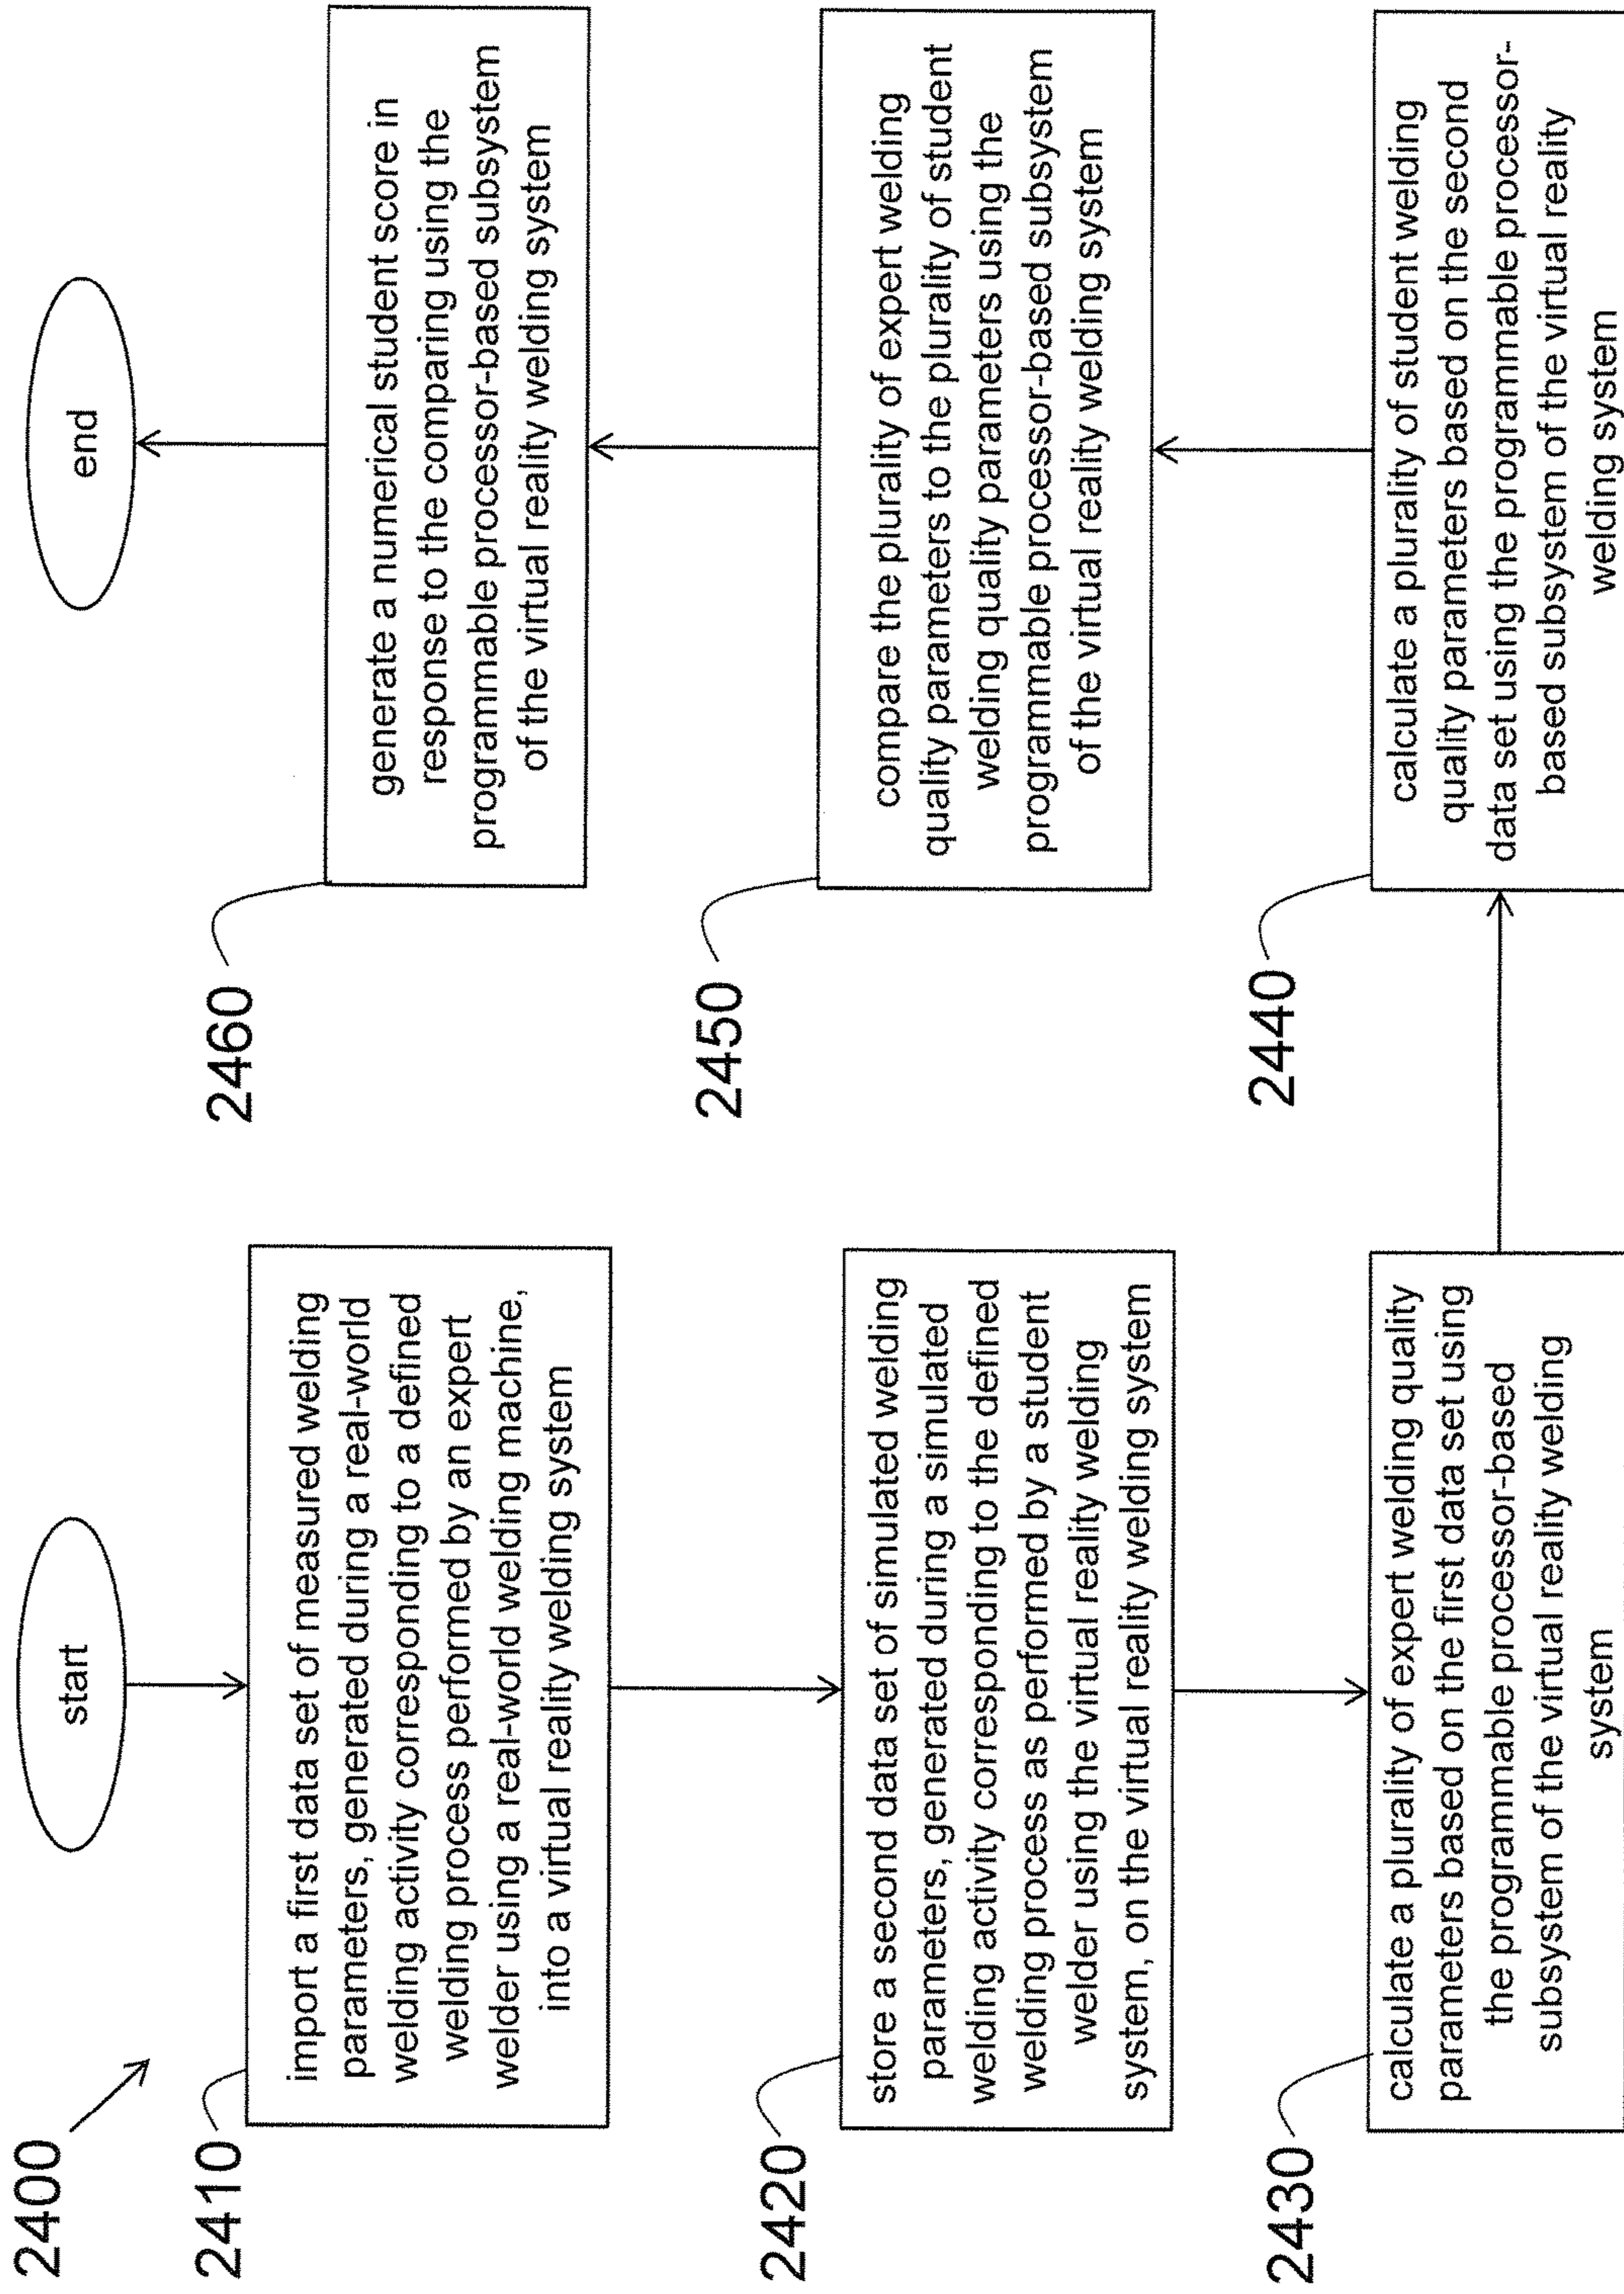 2400
start
2410
import a first data set of measured welding
parameters, generated during a real-world
welding activity corresponding to a defined
welding process performed by an expert
welder using a real-world welding machine,
into a virtual reality welding system
2420
store a second data set of simulated welding
parameters, generated during a simulated
welding activity corresponding to the defined
welding process as performed by a student
welder using the virtual reality welding
system, on the virtual reality welding system
2430
calculate a plurality of expert welding quality
parameters based on the first data set using
the programmable processor-based
subsystem of the virtual reality welding
system
2440
calculate a plurality of student welding
quality parameters based on the second
data set using the programmable processor-
based subsystem of the virtual reality
welding system
2450
compare the plurality of expert welding
quality parameters to the plurality of student
welding quality parameters using the
programmable processor-based subsystem
of the virtual reality welding system
2460
generate a numerical student score in
response to the comparing using the
programmable processor-based subsystem
of the virtual reality welding system
end